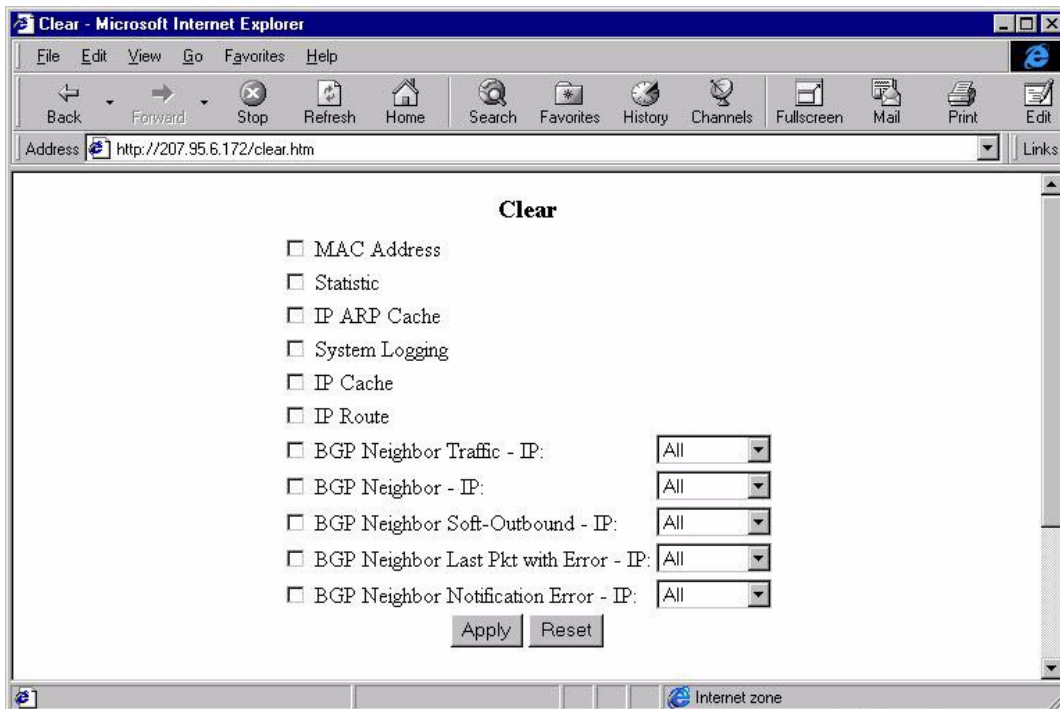 Clear - Microsoft Internet Explorer
File Edit View Go Favorites Help
Back Forward Stop Refresh Home Search Favorites History Channels Fullscreen Mail Print Edit
Address http://207.95.6.172/clear.htm Links
Clear
MAC Address
Statistic
IP ARP Cache
System Logging
IP Cache
IP Route
BGP Neighbor Traffic - IP: All
BGP Neighbor - IP: All
BGP Neighbor Soft-Outbound - IP: All
BGP Neighbor Last Pkt with Error - IP: All
BGP Neighbor Notification Error - IP: All
Apply Reset
Internet zone